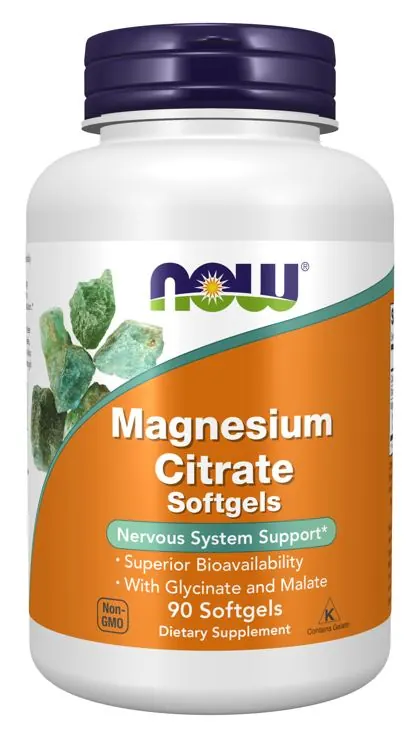 now®
Magnesium
Citrate
Softgels
Nervous System Support*
• Superior Bioavailability
• With Glycinate and Malate
90 Softgels
Dietary Supplement
Non-
GMO
K
Contains Gelatin